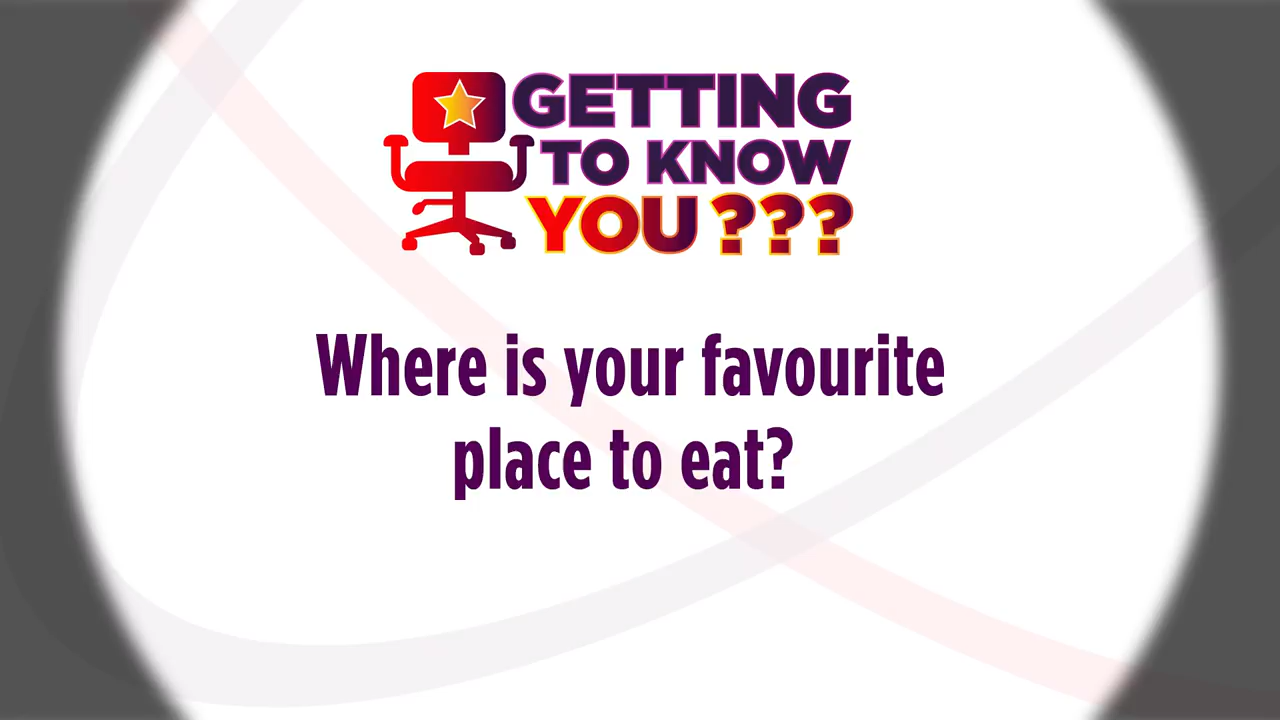 GETTING
TO KNOW
YOU ???
Where is your favourite
place to eat?